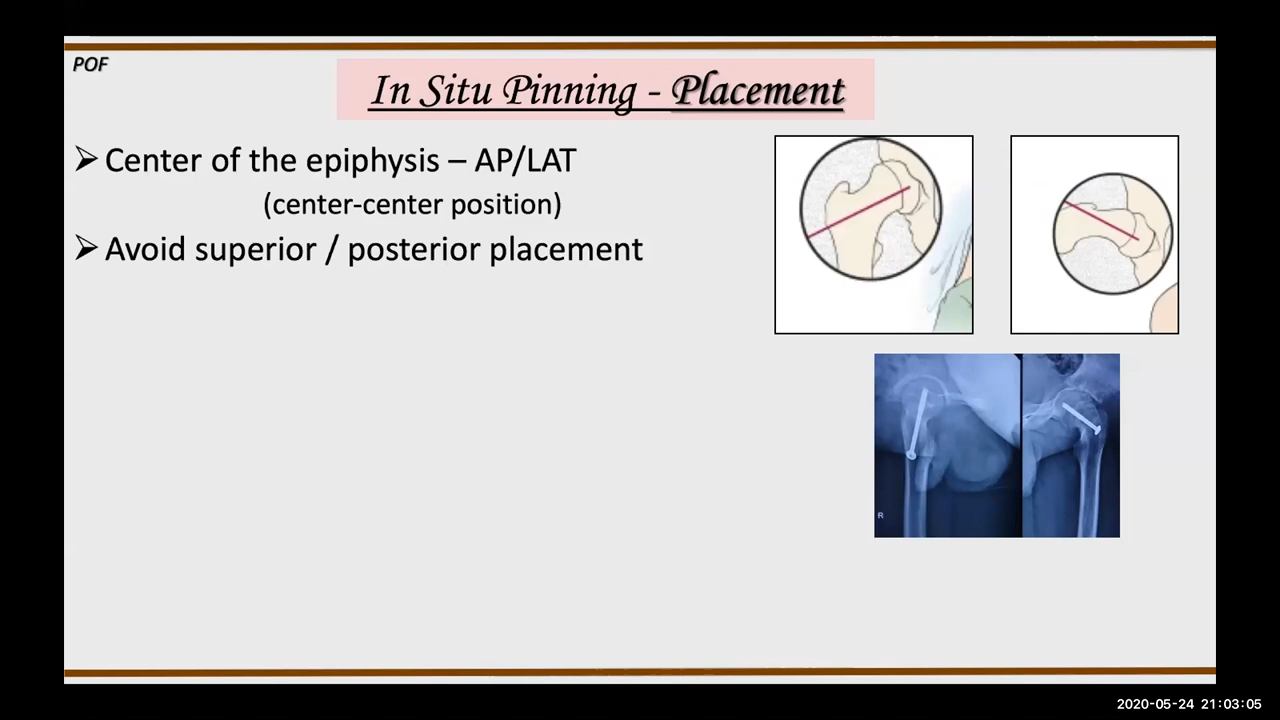 POF
In Situ Pinning - Placement
➢ Center of the epiphysis – AP/LAT
(center-center position)
➢ Avoid superior / posterior placement
R
2020-05-24 21:03:05